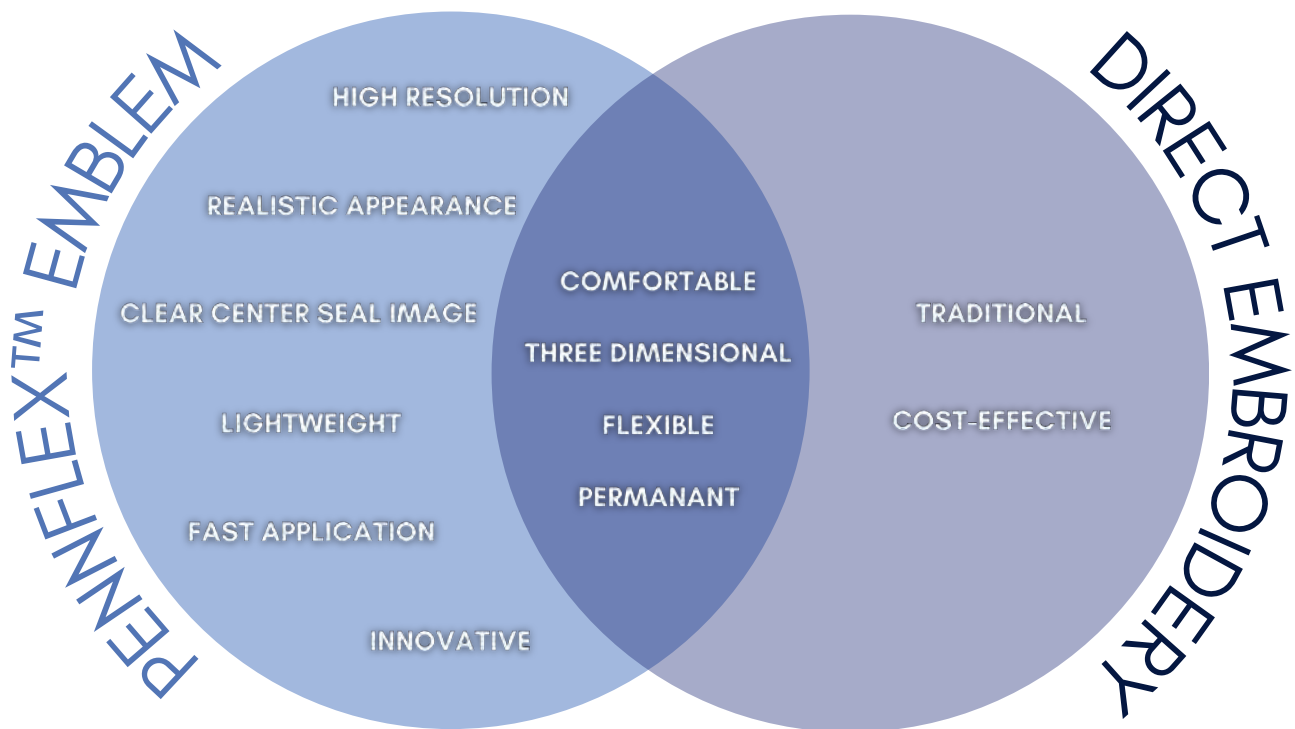 PENNFLEX™ EMBLEM
HIGH RESOLUTION
REALISTIC APPEARANCE
CLEAR CENTER SEAL IMAGE
LIGHTWEIGHT
FAST APPLICATION
INNOVATIVE
COMFORTABLE
THREE DIMENSIONAL
FLEXIBLE
PERMANANT
DIRECT EMBROIDERY
TRADITIONAL
COST-EFFECTIVE